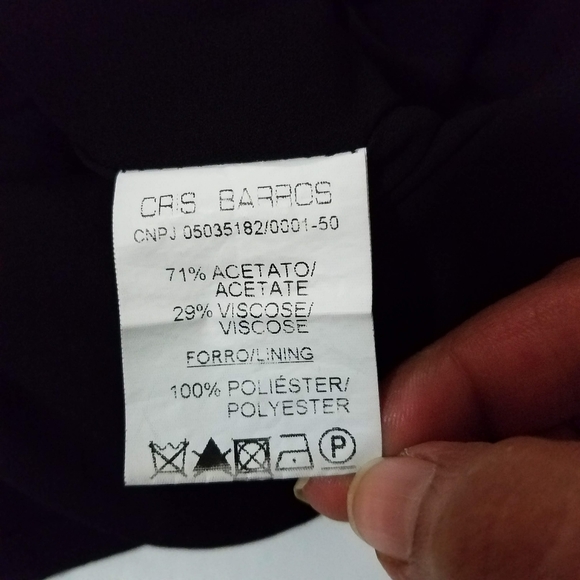 CRIS BARROS
CNPJ 05035182/0001-50
71% ACETATO/
ACETATE
29% VISCOSE/
VISCOSE
FORRO/LINING
100% POLIÉSTER/
POLYESTER
P